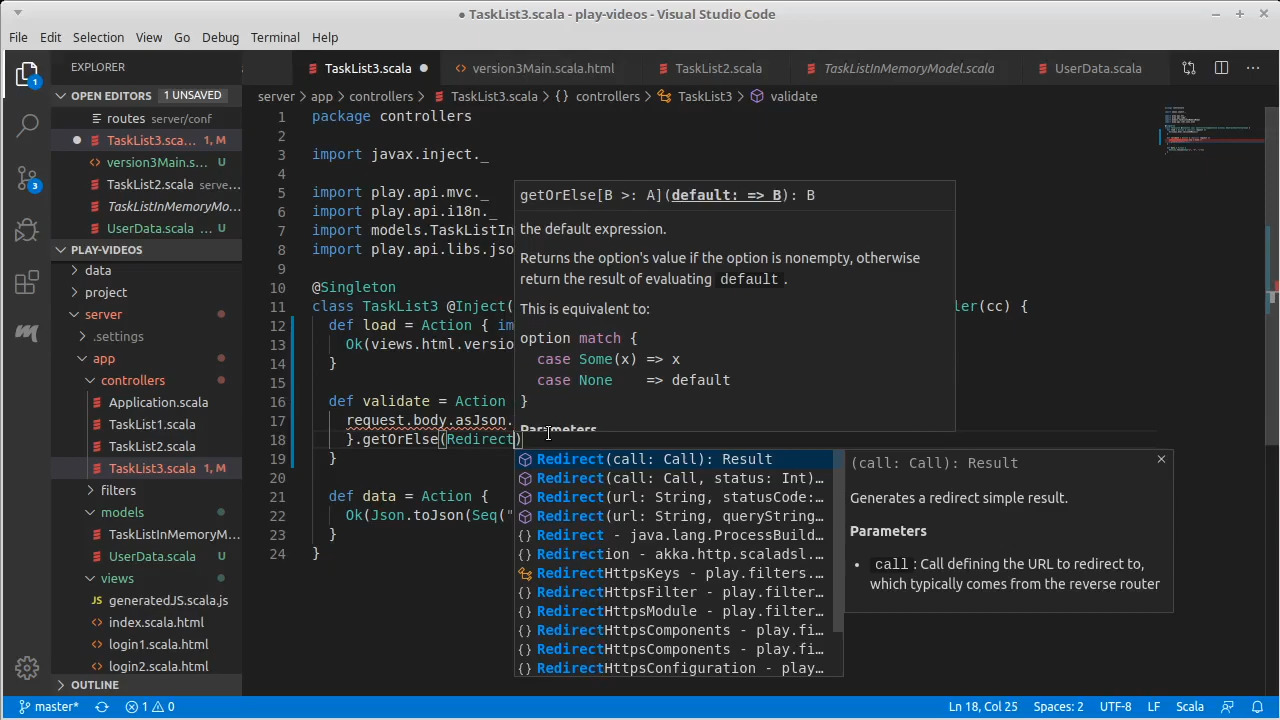 ● TaskList3.scala - play-videos - Visual Studio Code
File Edit Selection View Go Debug Terminal Help
EXPLORER
TaskList3.scala ●
version3Main.scala.html
TaskList2.scala
TaskListInMemoryModel.scala
UserData.scala
OPEN EDITORS 1 UNSAVED
server > app > controllers > TaskList3.scala > {} controllers > TaskList3 > validate
routes server/conf
TaskList3.sca... 1, M
version3Main.s... U
TaskList2.scala serve...
TaskListInMemoryMo...
UserData.scala ... U
PLAY-VIDEOS
data
project
server
.settings
app
controllers
Application.scala
TaskList1.scala
TaskList2.scala
TaskList3.scala 1, M
filters
models
TaskListInMemoryM... U
UserData.scala U
views
JS generatedJS.scala.js
index.scala.html
login1.scala.html
login2.scala.html
OUTLINE
1 package controllers
2
3 import javax.inject._
4
5 import play.api.mvc._
6 import play.api.i18n._
7 import models.TaskListIn
8 import play.api.libs.jso
9
10 @Singleton
11 class TaskList3 @Inject( ler(cc) {
12 def load = Action { im
13 Ok(views.html.versio
14 }
15
16 def validate = Action
17 request.body.asJson.
18 }.getOrElse(Redirect)
19 }
20
21 def data = Action {
22 Ok(Json.toJson(Seq("
23 }
24 }
getOrElse[B >: A](default: => B): B
the default expression.
Returns the option's value if the option is nonempty, otherwise
return the result of evaluating default.
This is equivalent to:
option match {
case Some(x) => x
case None => default
}
Parameters
Redirect(call: Call): Result
Redirect(call: Call, status: Int)…
Redirect(url: String, statusCode:…
Redirect(url: String, queryString…
{} Redirect - java.lang.ProcessBuild…
{} Redirection - akka.http.scaladsl.…
RedirectHttpsKeys - play.filters.…
{} RedirectHttpsFilter - play.filter…
{} RedirectHttpsModule - play.filter…
{} RedirectHttpsComponents - play.fi…
{} RedirectHttpsComponents - play.fi…
{} RedirectHttpsConfiguration - play…
(call: Call): Result
Generates a redirect simple result.
Parameters
• call: Call defining the URL to redirect to,
which typically comes from the reverse router
1
3
master* 1 0
Ln 18, Col 25 Spaces: 2 UTF-8 LF Scala